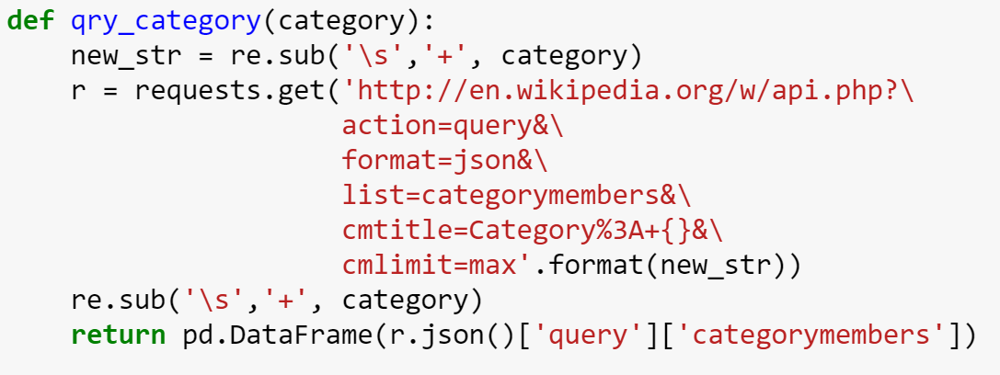 def qry_category(category):
    new_str = re.sub('\s','+', category)
    r = requests.get('http://en.wikipedia.org/w/api.php?\
                     action=query&\
                     format=json&\
                     list=categorymembers&\
                     cmtitle=Category%3A+{}&\
                     cmlimit=max'.format(new_str))
    re.sub('\s','+', category)
    return pd.DataFrame(r.json()['query']['categorymembers'])